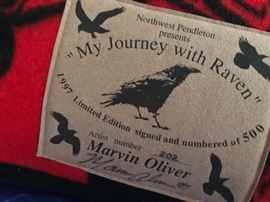 Northwest Pendleton
presents
"My Journey with Raven"
1997 Limited Edition signed and numbered of 500
Artist number 202
Marvin Oliver